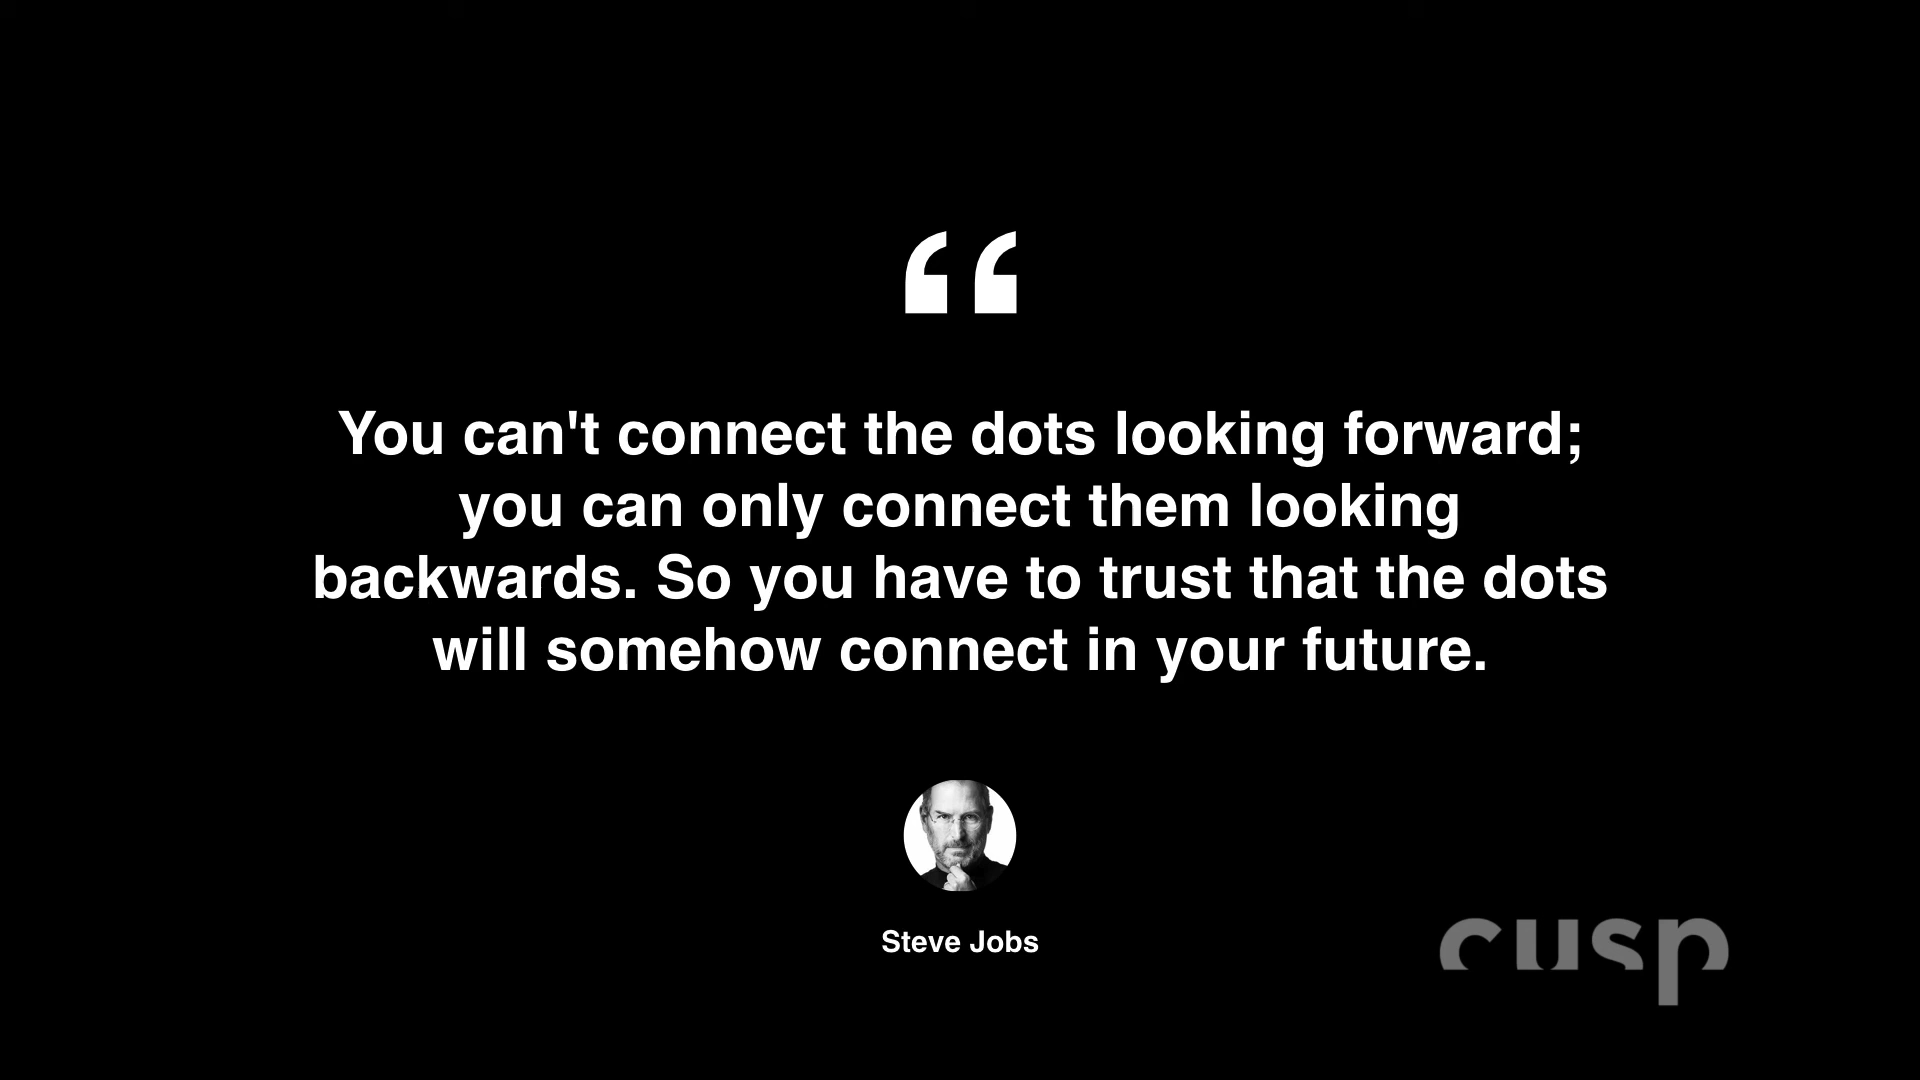 “
You can't connect the dots looking forward;
you can only connect them looking
backwards. So you have to trust that the dots
will somehow connect in your future.
Steve Jobs
cusp